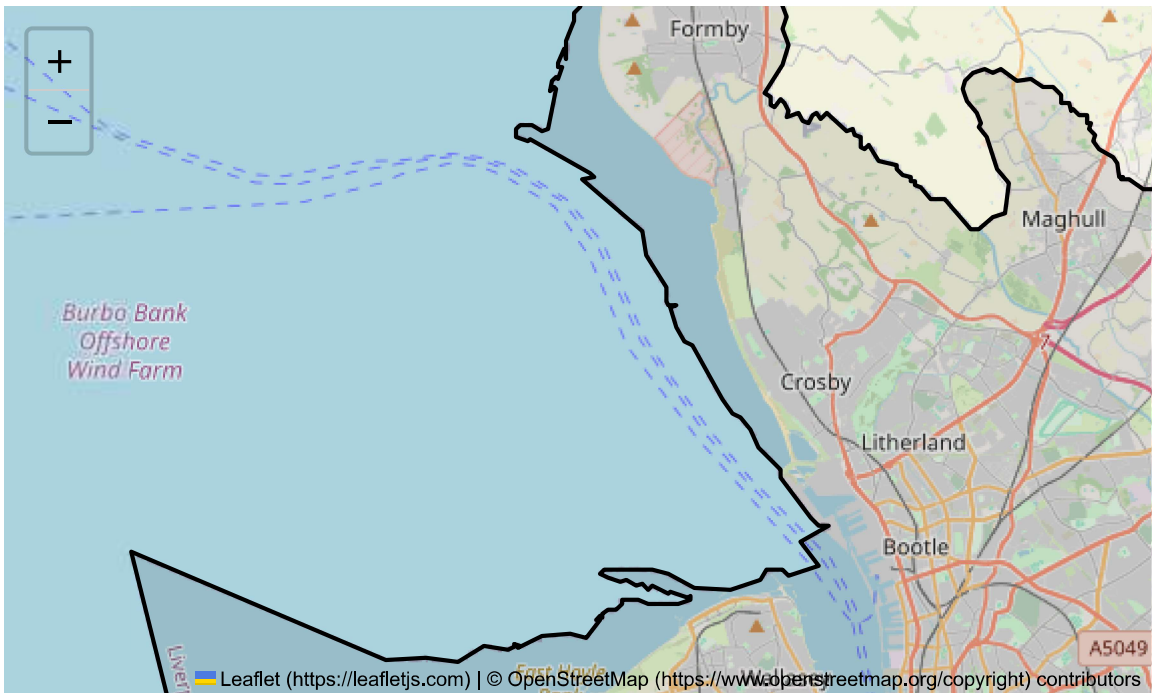 Formby
+
−
Maghull
Burbo Bank
Offshore
Wind Farm
7
Crosby
Litherland
Bootle
A5049
Leaflet (https://leafletjs.com) | © OpenStreetMap (https://www.openstreetmap.org/copyright) contributors